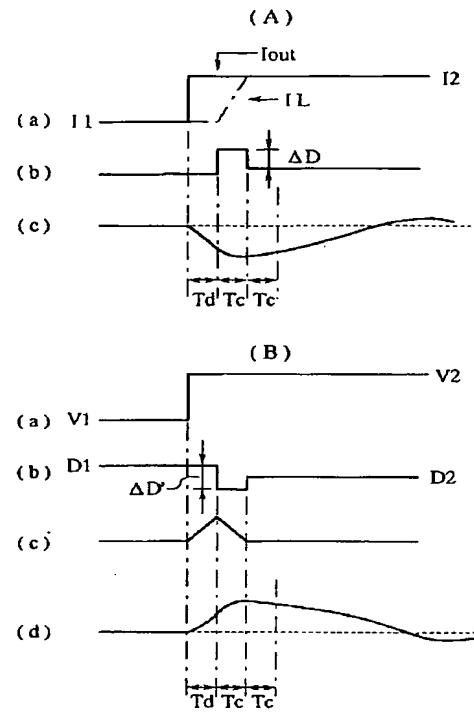 (A)
Iout
I2
IL
(a) I1
ΔD
(b)
(c)
Td Tc Tc
(B)
V2
(a) V1
(b) D1
D2
ΔD'
(c)
(d)
Td Tc Tc